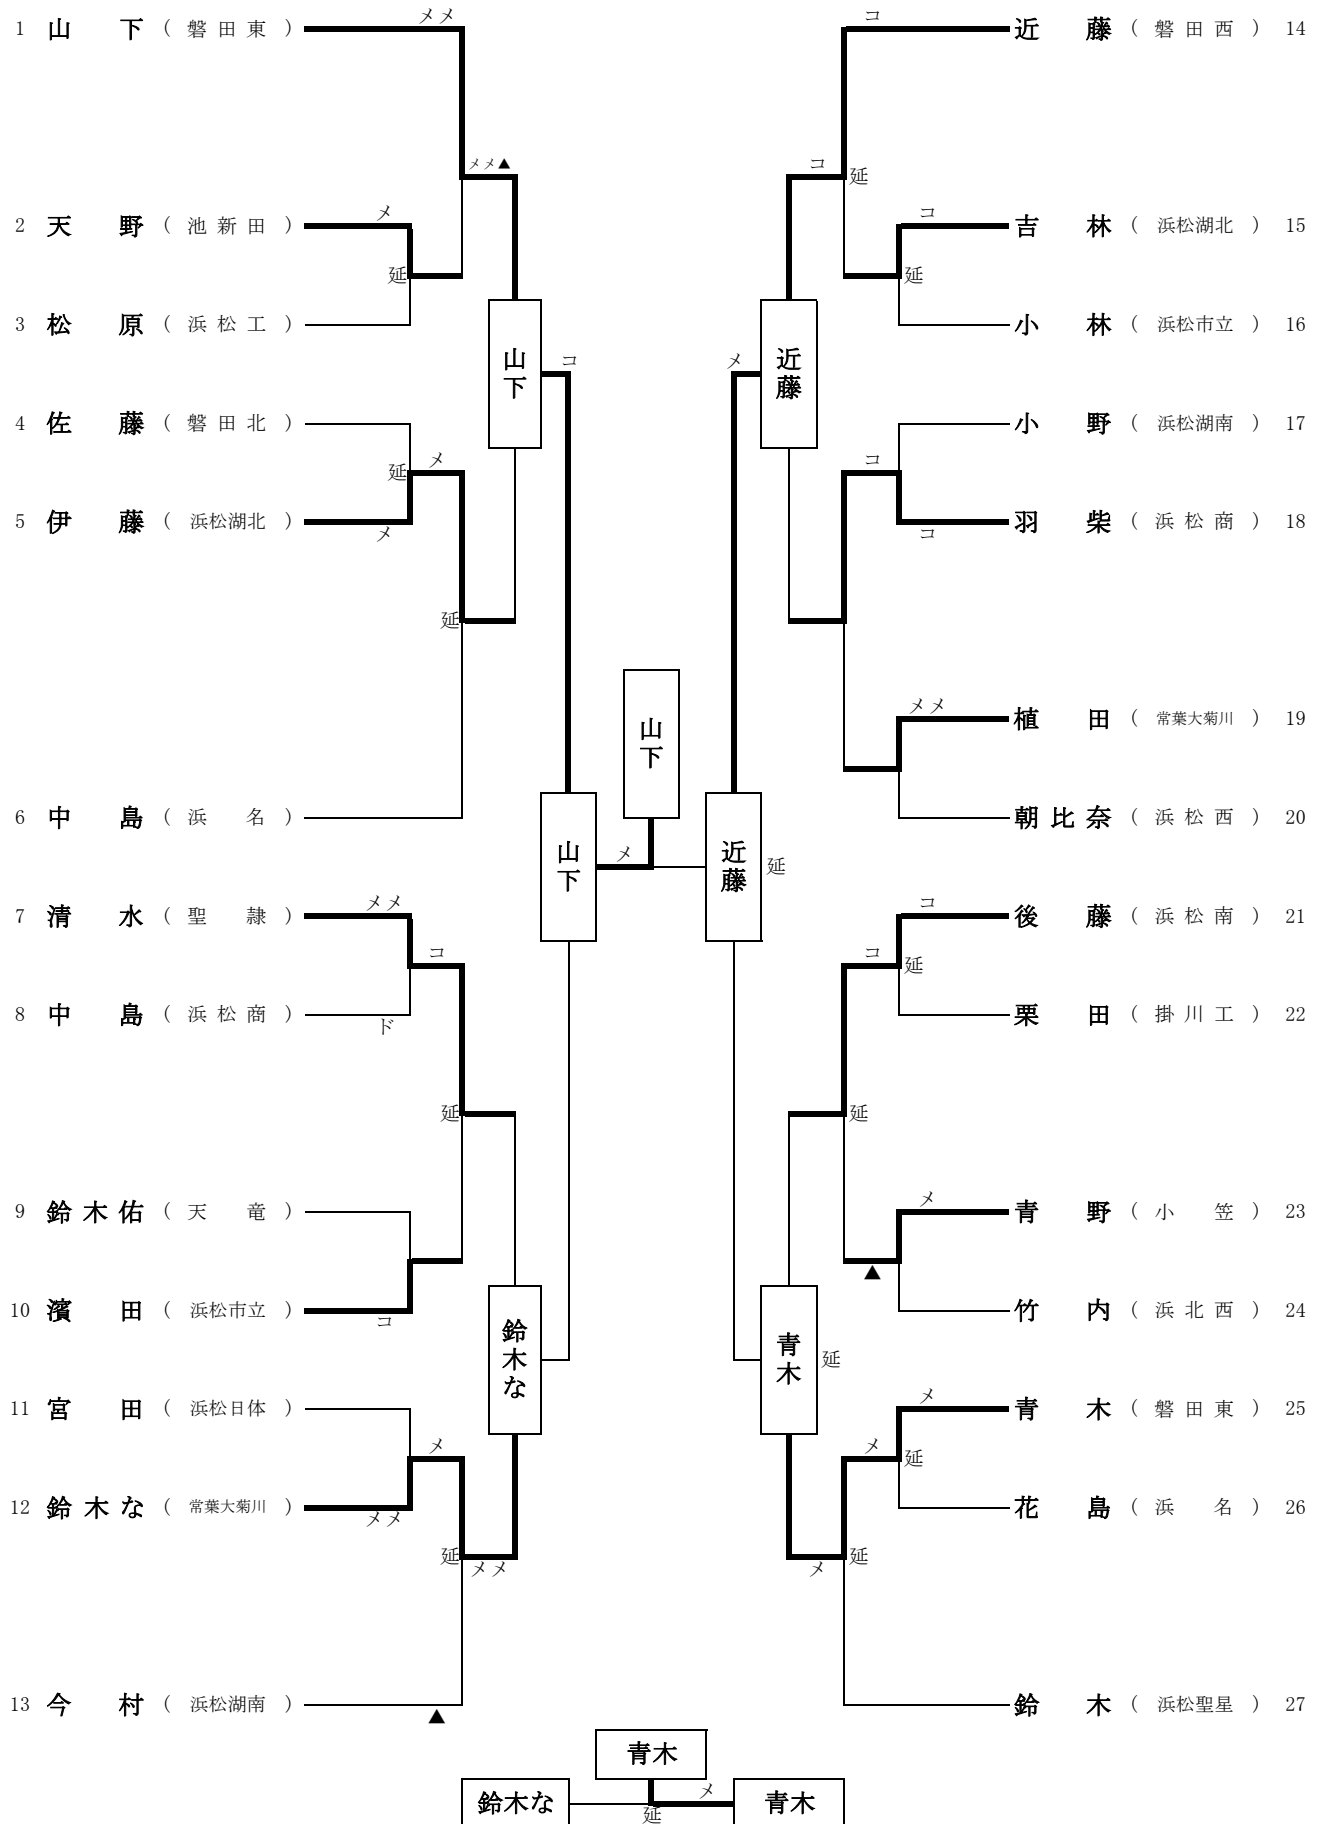 メメ
1 山下 （ 磐田東 ）
メメ▲
メ
2 天野 （ 池新田 ）
延
3 松原 （ 浜松工 ）
4 佐藤 （ 磐田北 ）
延 メ
5 伊藤 （ 浜松湖北 ）
メ
延
6 中島 （ 浜名 ）
メメ
7 清水 （ 聖隷 ）
コ
8 中島 （ 浜松商 ）
ド
延
9 鈴木佑 （ 天竜 ）
10 濱田 （ 浜松市立 ）
コ
11 宮田 （ 浜松日体 ）
メ
12 鈴木な （ 常葉大菊川 ）
メメ
延 メメ
13 今村 （ 浜松湖南 ）
▲
山下
コ
鈴木な
山下
メ
山下
近藤
延
メ
近藤
青木
延
コ
近藤 （ 磐田西 ） 14
コ 延
コ
吉林 （ 浜松湖北 ） 15
延
小林 （ 浜松市立 ） 16
小野 （ 浜松湖南 ） 17
コ
羽柴 （ 浜松商 ） 18
コ
メメ
植田 （ 常葉大菊川 ） 19
朝比奈 （ 浜松西 ） 20
コ
後藤 （ 浜松南 ） 21
コ 延
栗田 （ 掛川工 ） 22
延
メ
青野 （ 小笠 ） 23
▲
竹内 （ 浜北西 ） 24
メ
青木 （ 磐田東 ） 25
メ 延
花島 （ 浜名 ） 26
メ 延
鈴木 （ 浜松聖星 ） 27
青木
鈴木な 延 メ 青木